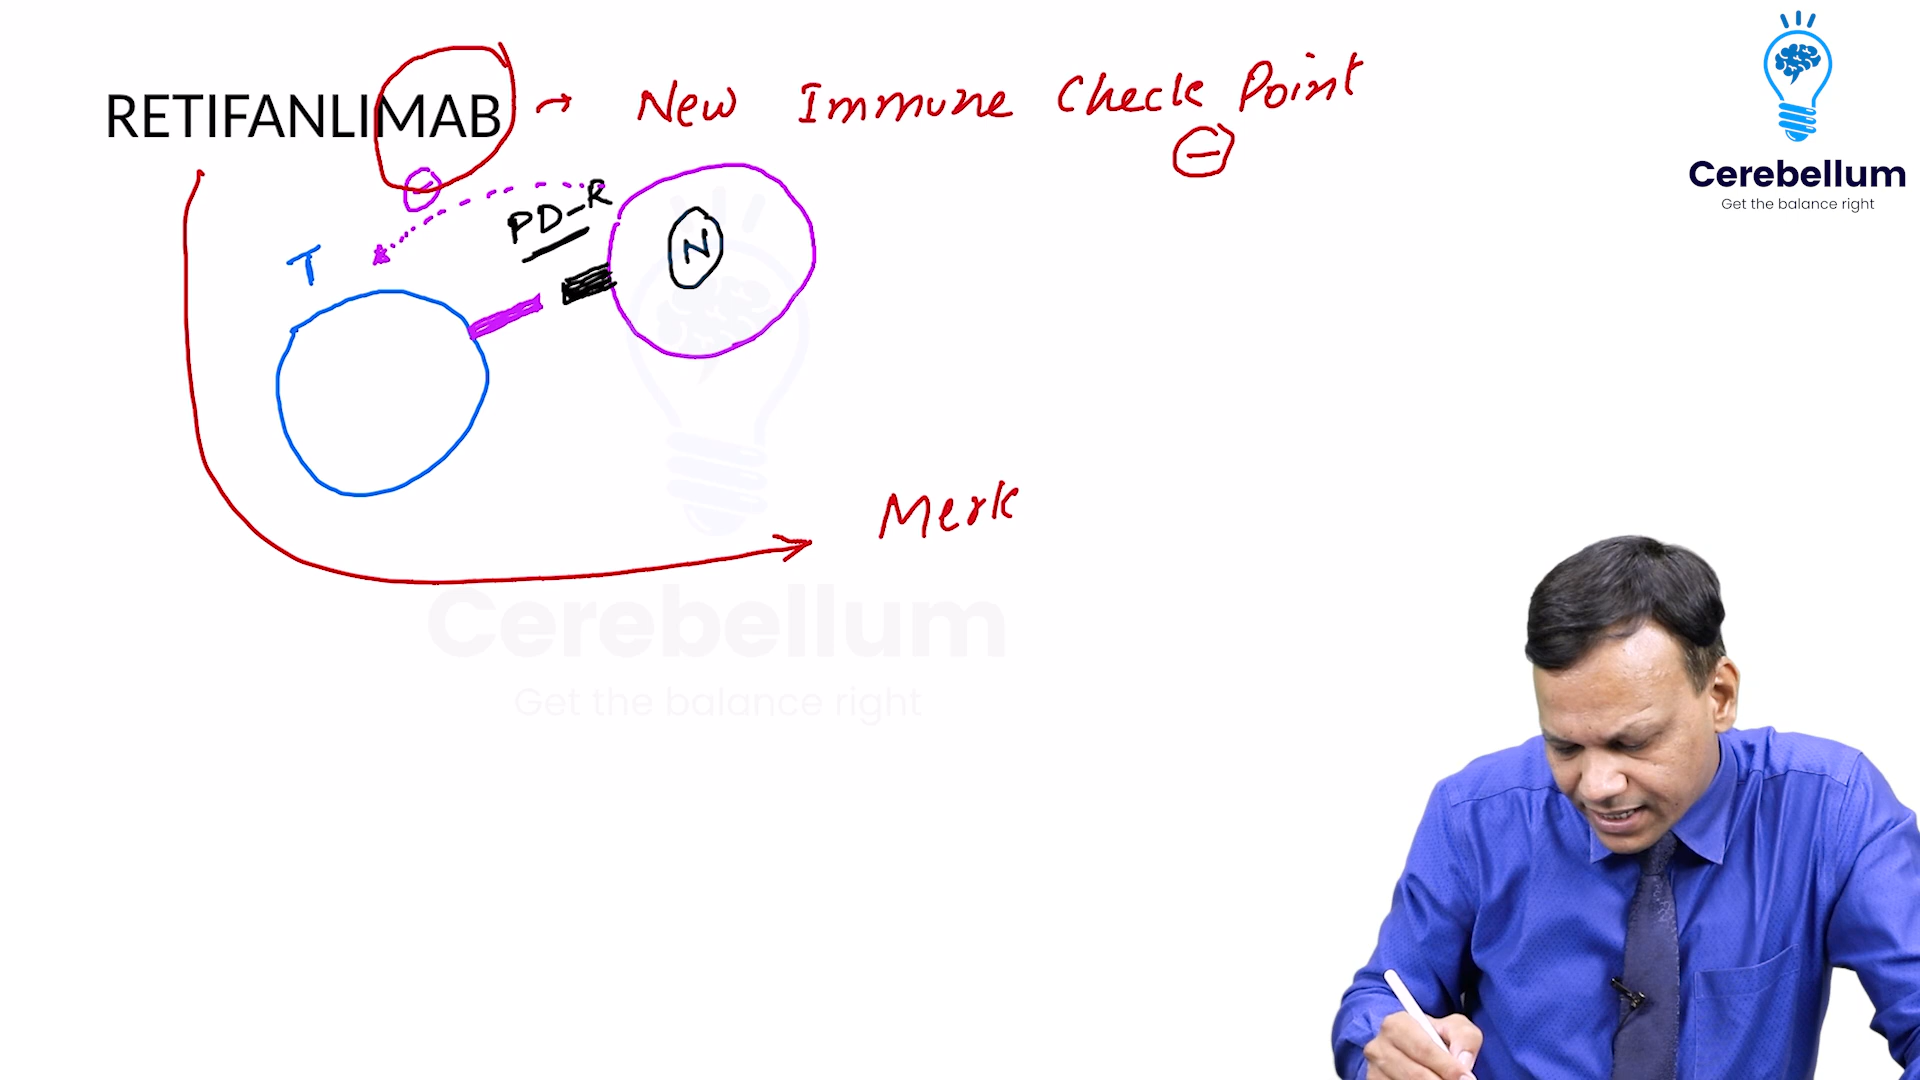 RETIFANLIMAB → New Immune Check Point
PD-R
N
T
Merk
Cerebellum
Get the balance right
Cerebellum
Get the balance right